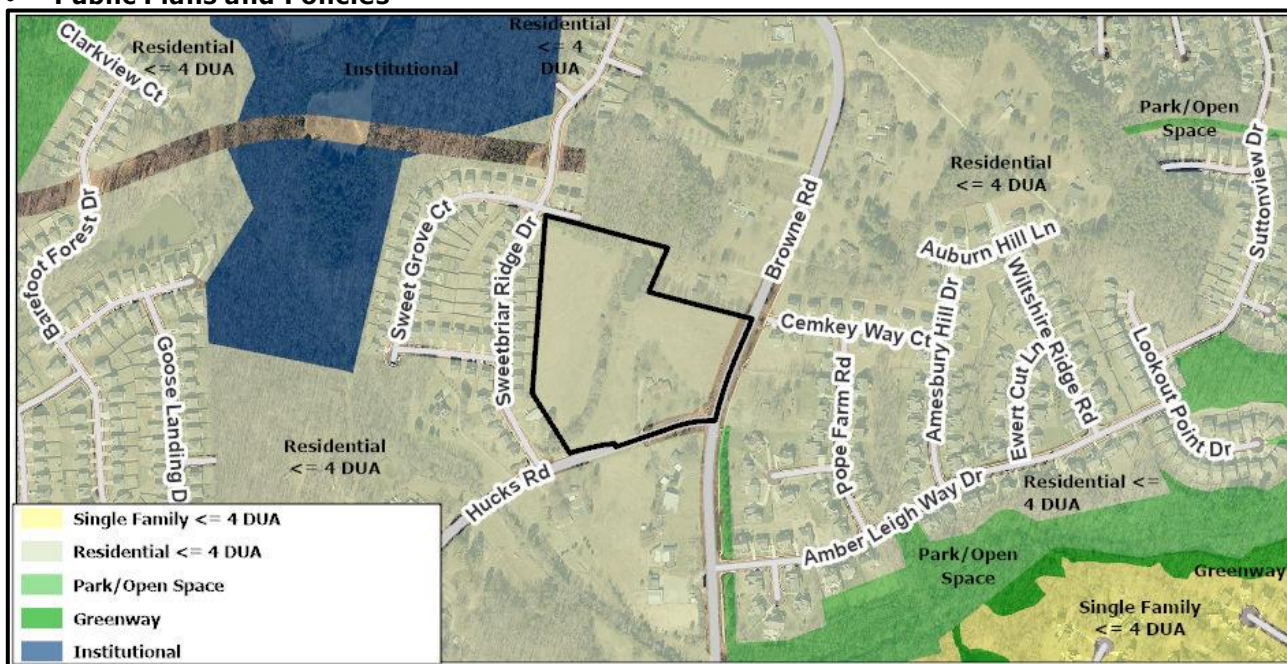 • Public Plans and Policies
Clarkview Ct
Residential
<= 4 DUA
Institutional
Residential
<= 4
DUA
Park/Open
Space
Suttonview Dr
Residential
<= 4 DUA
Browne Rd
Barefoot Forest Dr
Sweet Grove Ct
Sweetbriar Ridge Dr
Auburn Hill Ln
Wiltshire Ridge Rd
Cemkey Way Ct
Amesbury Hill Dr
Pope Farm Rd
Ewert Cut Ln
Lookout Point Dr
Goose Landing D
Residential
<= 4 DUA
Hucks Rd
Amber Leigh Way Dr
Residential <=
4 DUA
Park/Open
Space
Greenway
Single Family
<= 4 DUA
Single Family <= 4 DUA
Residential <= 4 DUA
Park/Open Space
Greenway
Institutional